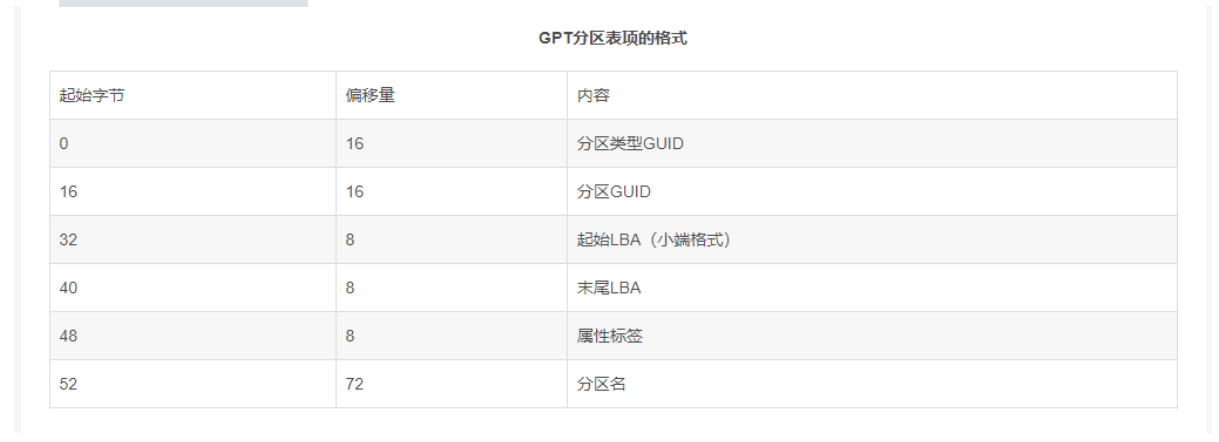 GPT分区表项的格式
起始字节 偏移量 内容
0 16 分区类型GUID
16 16 分区GUID
32 8 起始LBA（小端格式）
40 8 末尾LBA
48 8 属性标签
52 72 分区名